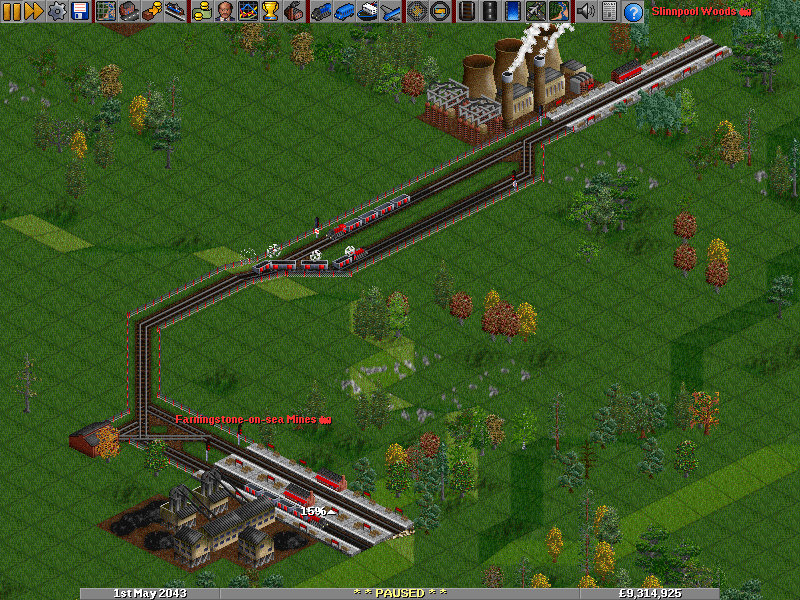 Slinnpool Woods
Farningstone-on-sea Mines
15%
1st May 2043
* * PAUSED * *
£9,314,925